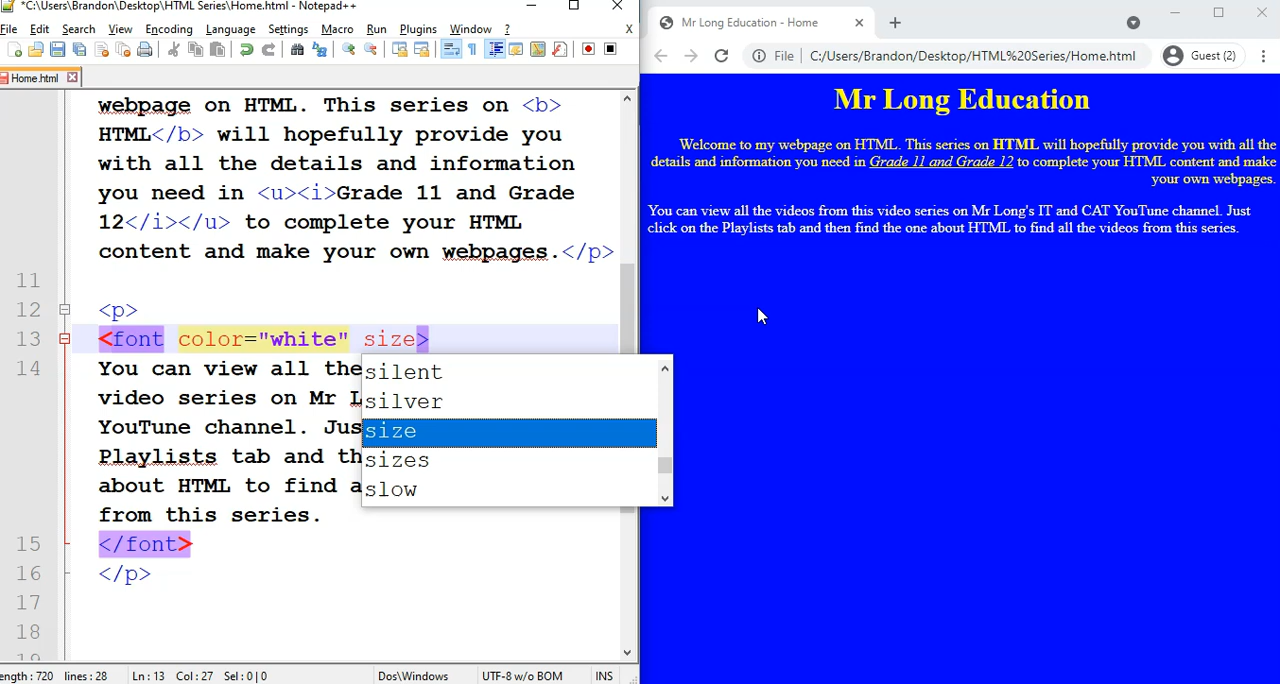 *C:\Users\Brandon\Desktop\HTML Series\Home.html - Notepad++
File Edit Search View Encoding Language Settings Macro Run Plugins Window ? X
Home.html
webpage on HTML. This series on <b>
HTML</b> will hopefully provide you
with all the details and information
you need in <u><i>Grade 11 and Grade
12</i></u> to complete your HTML
content and make your own webpages.</p>
11
12 <p>
13 <font color="white" size>
14 You can view all the
video series on Mr L
YouTune channel. Jus
Playlists tab and th
about HTML to find a
from this series.
15 </font>
16 </p>
17
18
19
silent
silver
size
sizes
slow
ength : 720 lines : 28 Ln : 13 Col : 27 Sel : 0 | 0 Dos\Windows UTF-8 w/o BOM INS
Mr Long Education - Home
File C:/Users/Brandon/Desktop/HTML%20Series/Home.html Guest (2)
Mr Long Education
Welcome to my webpage on HTML. This series on HTML will hopefully provide you with all the
details and information you need in Grade 11 and Grade 12 to complete your HTML content and make
your own webpages.
You can view all the videos from this video series on Mr Long's IT and CAT YouTune channel. Just
click on the Playlists tab and then find the one about HTML to find all the videos from this series.